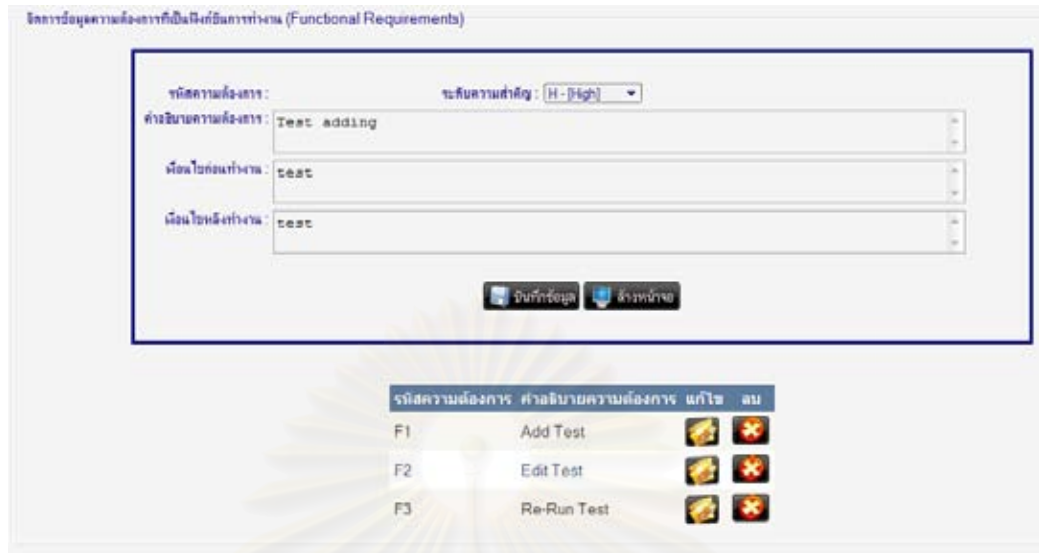 จัดการข้อมูลความต้องการที่เป็นฟังก์ชันการทำงาน (Functional Requirements)
รหัสความต้องการ : ระดับความสำคัญ : H - [High]
คำอธิบายความต้องการ : Test adding
เงื่อนไขก่อนทำงาน : test
เงื่อนไขหลังทำงาน : test
บันทึกข้อมูล ล้างหน้าจอ
รหัสความต้องการ คำอธิบายความต้องการ แก้ไข ลบ
F1 Add Test
F2 Edit Test
F3 Re-Run Test